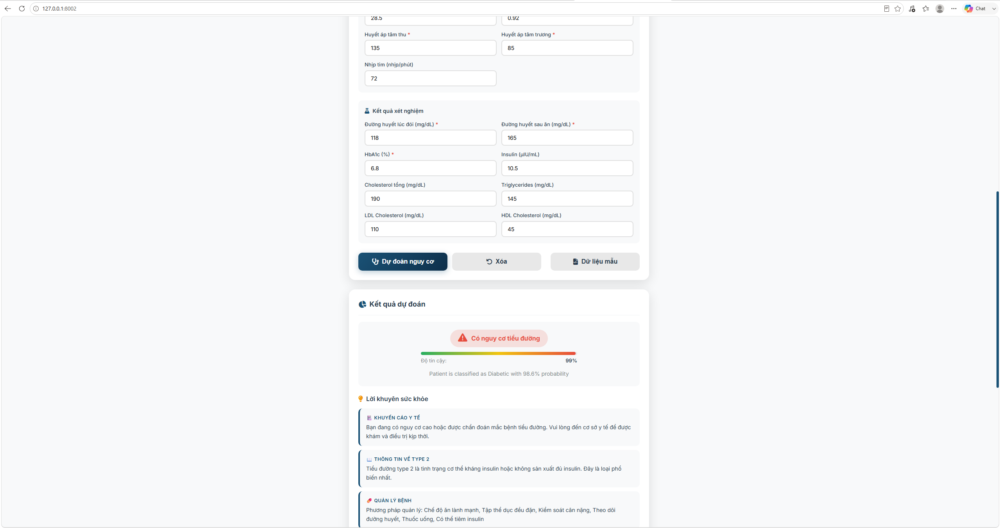 127.0.0.1:8002
Chat
28.5
0.92
Huyết áp tâm thu *
Huyết áp tâm trương *
135
85
Nhịp tim (nhịp/phút)
72
Kết quả xét nghiệm
Đường huyết lúc đói (mg/dL) *
Đường huyết sau ăn (mg/dL) *
118
165
HbA1c (%) *
Insulin (µIU/mL)
6.8
10.5
Cholesterol tổng (mg/dL)
Triglycerides (mg/dL)
190
145
LDL Cholesterol (mg/dL)
HDL Cholesterol (mg/dL)
110
45
Dự đoán nguy cơ
Xóa
Dữ liệu mẫu
Kết quả dự đoán
Có nguy cơ tiểu đường
Độ tin cậy:
99%
Patient is classified as Diabetic with 98.6% probability
Lời khuyên sức khỏe
KHUYẾN CÁO Y TẾ
Bạn đang có nguy cơ cao hoặc được chẩn đoán mắc bệnh tiểu đường. Vui lòng đến cơ sở y tế để được
khám và điều trị kịp thời.
THÔNG TIN VỀ TYPE 2
Tiểu đường type 2 là tình trạng cơ thể kháng insulin hoặc không sản xuất đủ insulin. Đây là loại phổ
biến nhất.
QUẢN LÝ BỆNH
Phương pháp quản lý: Chế độ ăn lành mạnh, Tập thể dục đều đặn, Kiểm soát cân nặng, Theo dõi
đường huyết, Thuốc uống, Có thể tiêm insulin